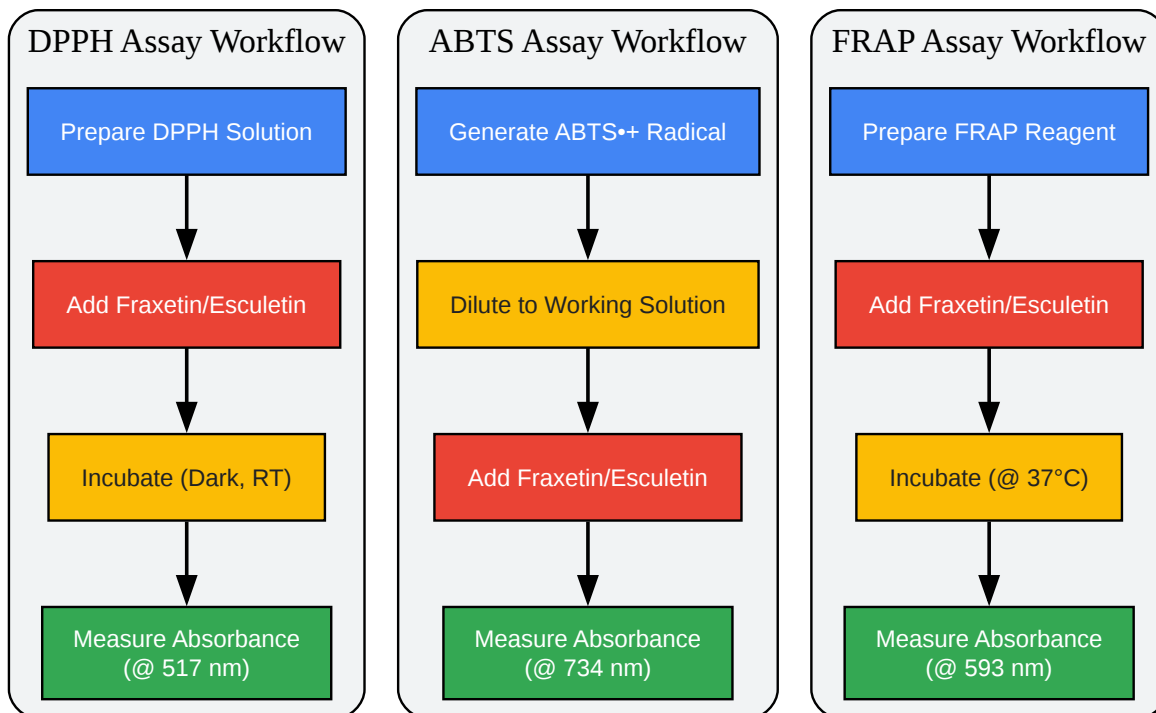 DPPH Assay Workflow
Prepare DPPH Solution
Add Fraxetin/Esculetin
Incubate (Dark, RT)
Measure Absorbance
(@ 517 nm)
ABTS Assay Workflow
Generate ABTS•+ Radical
Dilute to Working Solution
Add Fraxetin/Esculetin
Measure Absorbance
(@ 734 nm)
FRAP Assay Workflow
Prepare FRAP Reagent
Add Fraxetin/Esculetin
Incubate (@ 37°C)
Measure Absorbance
(@ 593 nm)